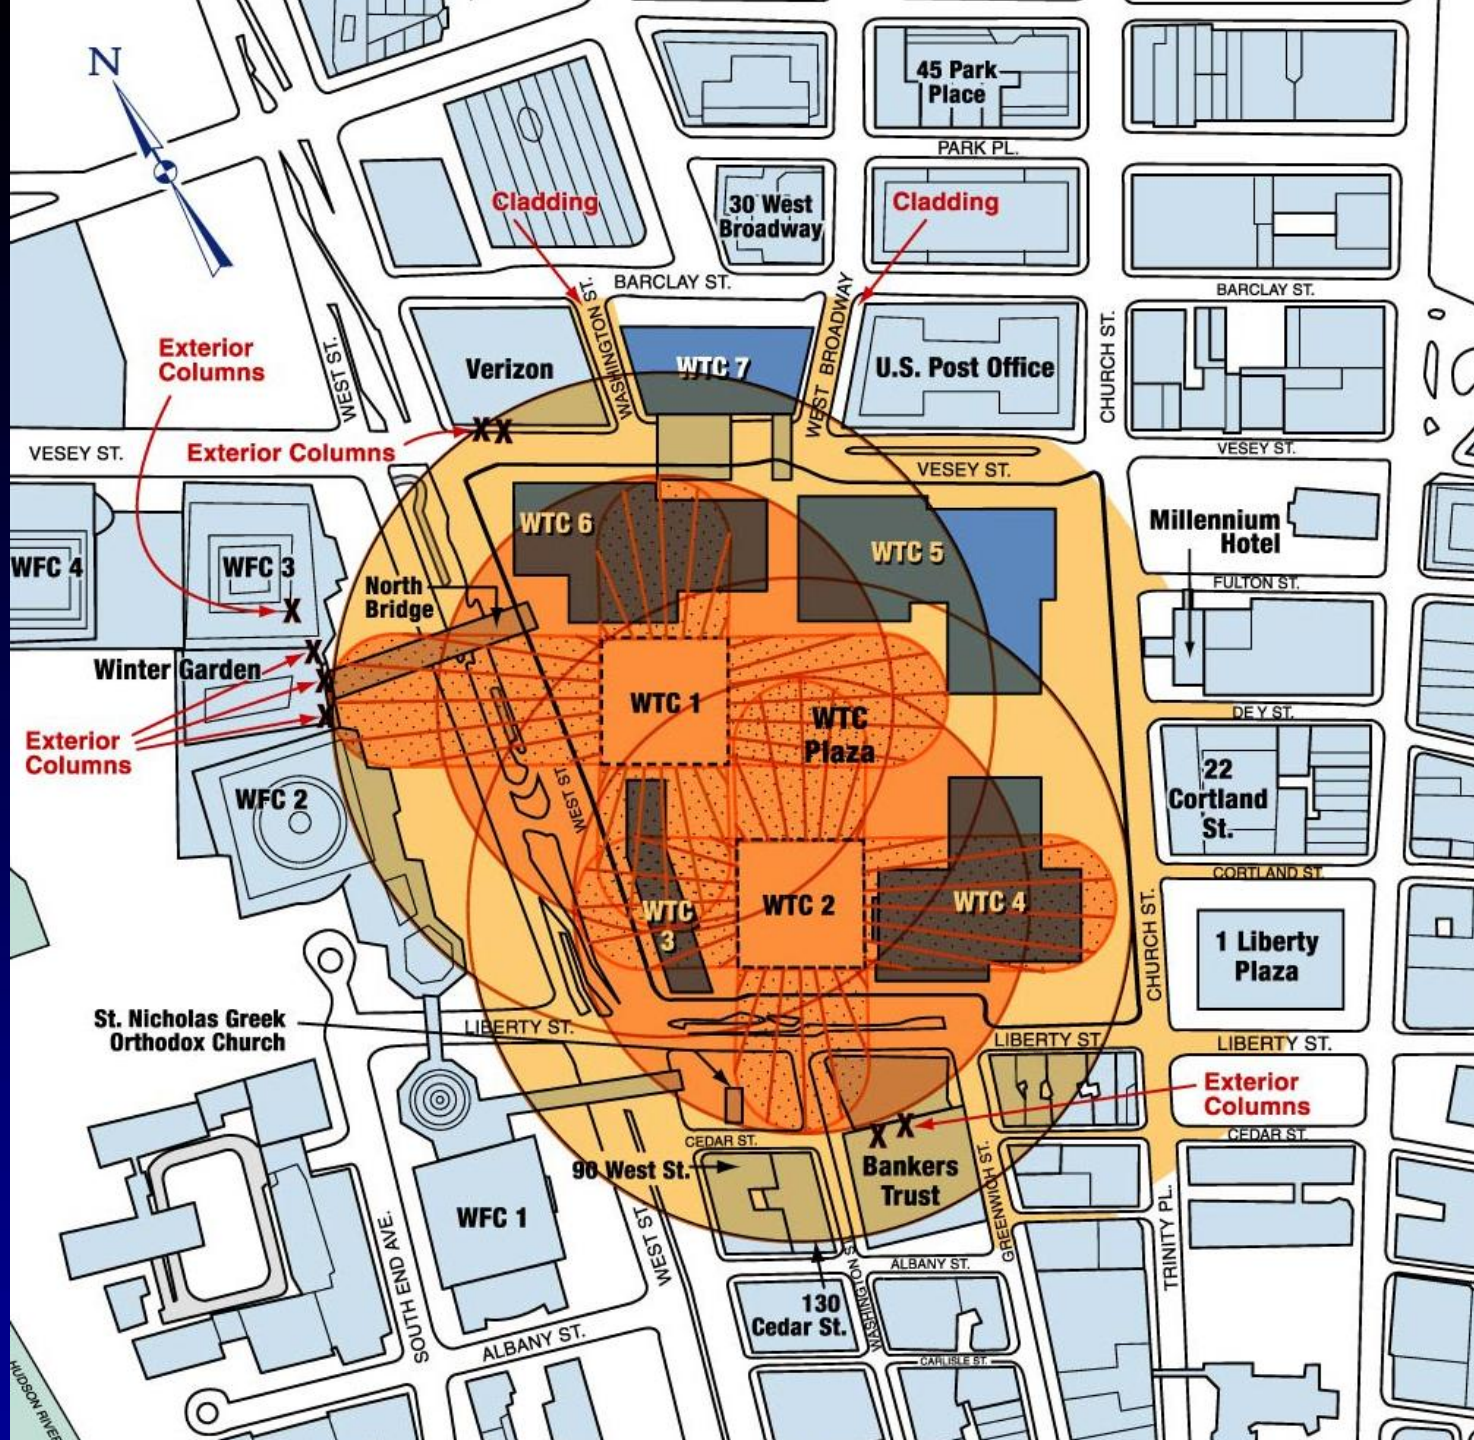 N
45 Park
Place
PARK PL.
Cladding
30 West
Broadway
Cladding
BARCLAY ST.
BARCLAY ST.
WASHINGTON ST.
WEST BROADWAY
CHURCH ST.
WEST ST.
Exterior
Columns
Verizon
WTC 7
U.S. Post Office
Exterior Columns
X X
VESEY ST.
VESEY ST.
VESEY ST.
WTC 6
WTC 5
Millennium
Hotel
WFC 4
WFC 3
X
North
Bridge
FULTON ST.
Winter Garden
X
X
X
WTC 1
WTC
Plaza
DEY ST.
Exterior
Columns
WFC 2
WEST ST.
22
Cortland
St.
CORTLAND ST.
WTC
3
WTC 2
WTC 4
CHURCH ST.
1 Liberty
Plaza
St. Nicholas Greek
Orthodox Church
LIBERTY ST.
LIBERTY ST.
LIBERTY ST.
Exterior
Columns
X X
CEDAR ST.
CEDAR ST.
90 West St.
Bankers
Trust
GREENWICH ST.
WFC 1
SOUTH END AVE.
WEST ST.
WASHINGTON ST.
ALBANY ST.
TRINITY PL.
130
Cedar St.
ALBANY ST.
CARLISLE ST.
HUDSON RIVER